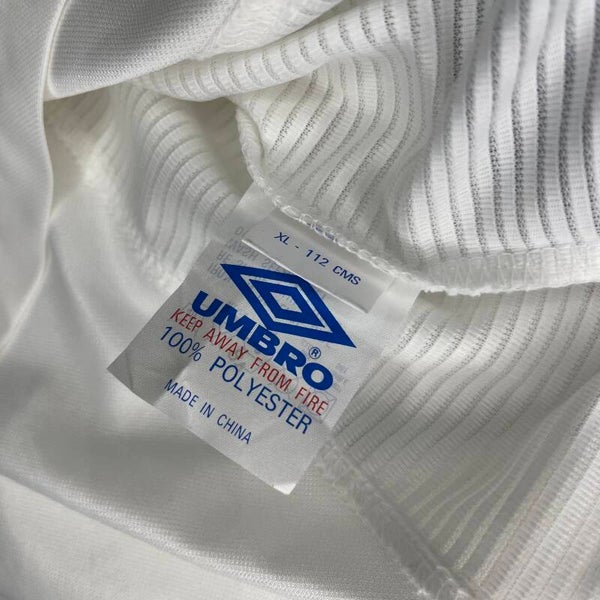 XL - 112 CMS
UMBRO®
KEEP AWAY FROM FIRE
100% POLYESTER
MADE IN CHINA